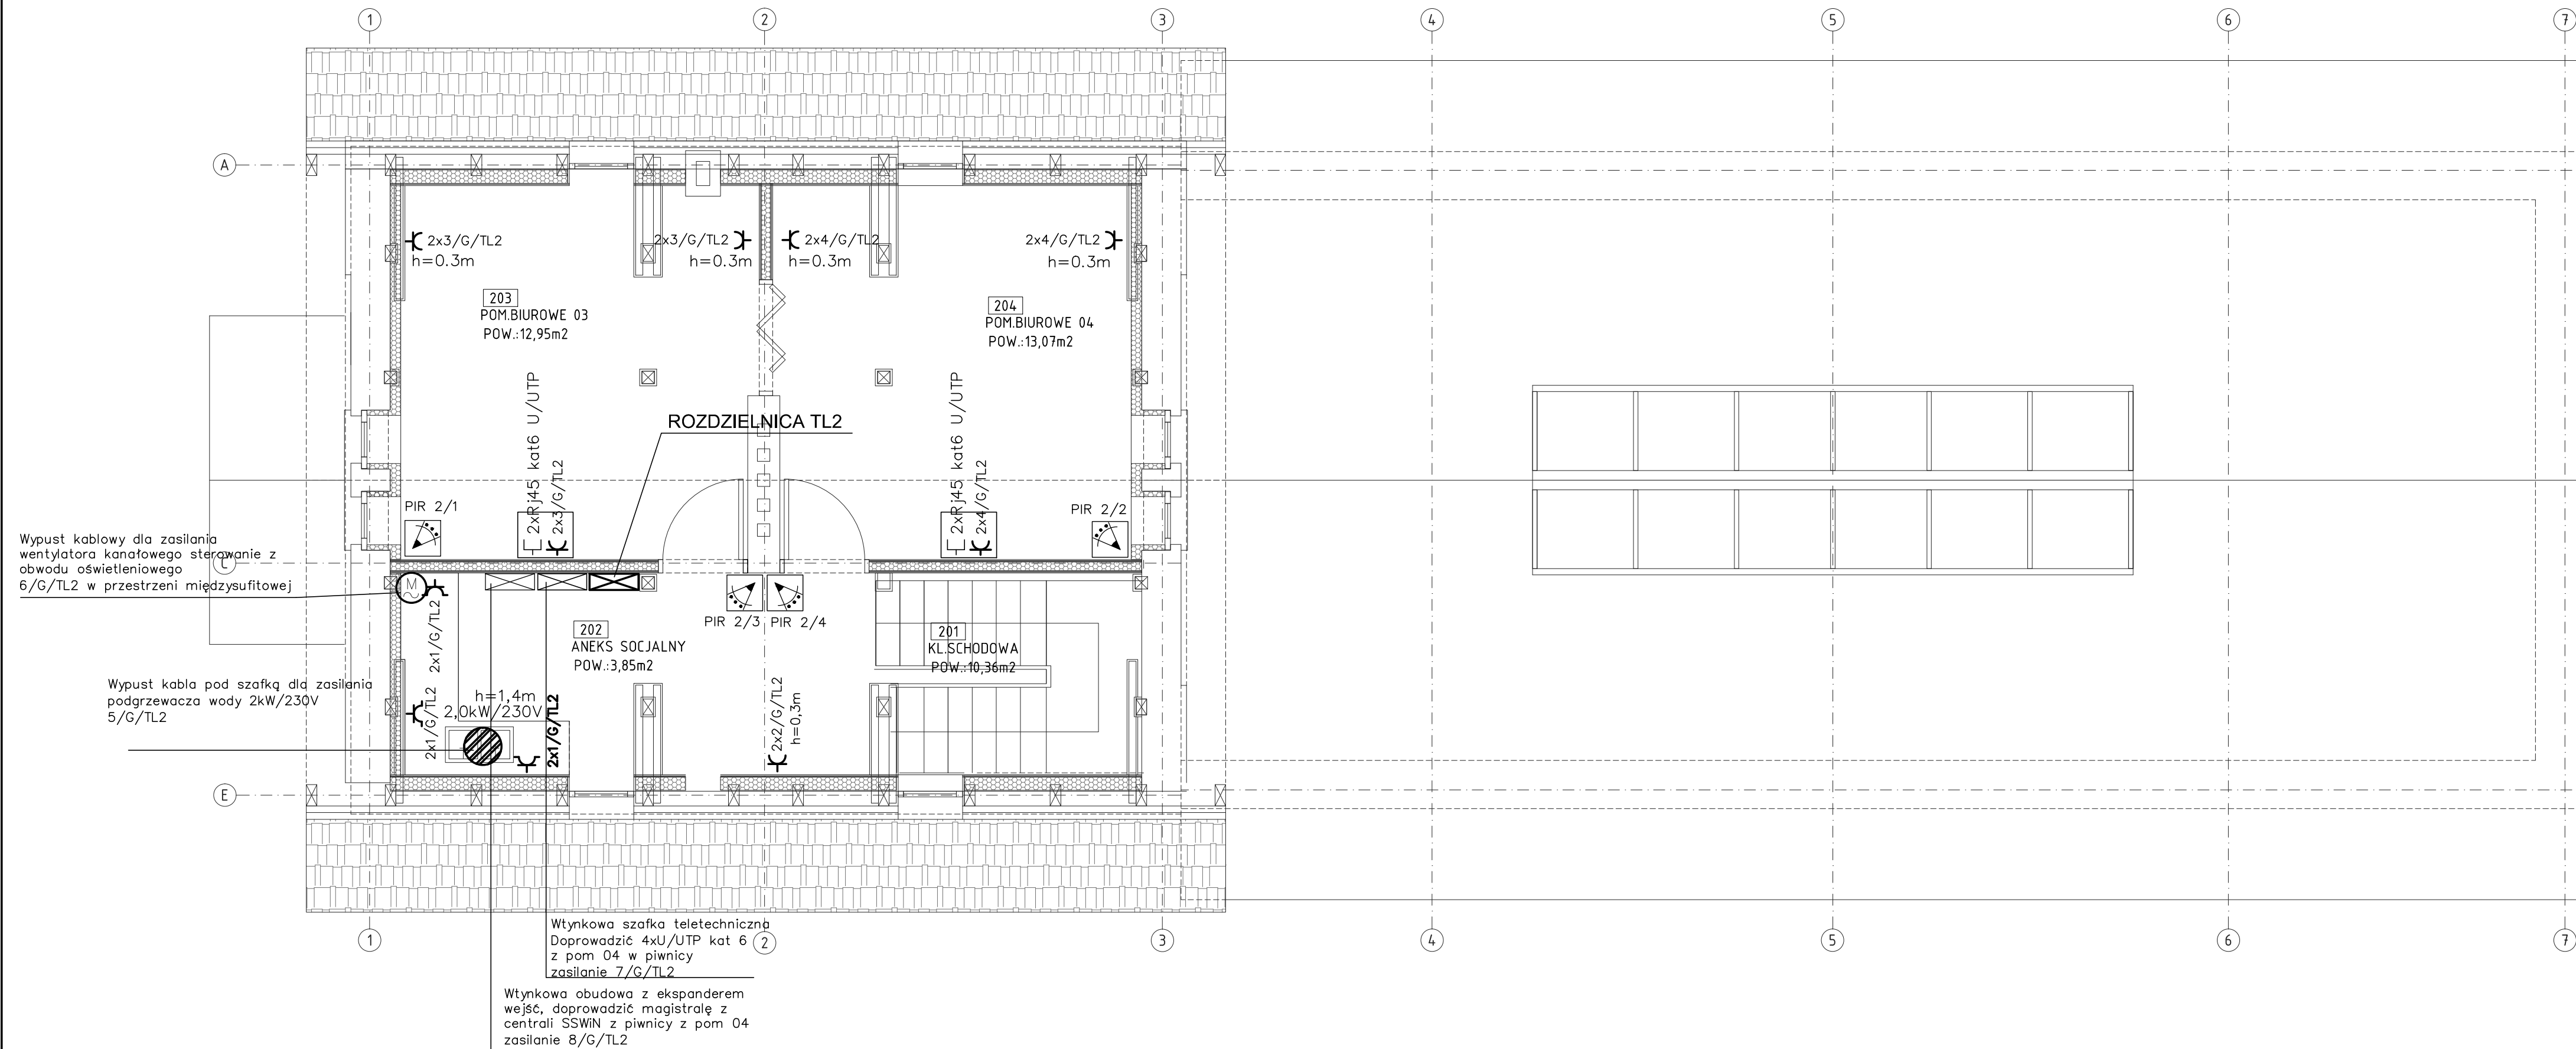 1
2
3
4
5
6
7
A
2x3/G/TL2
h=0.3m
2x3/G/TL2
h=0.3m
2x4/G/TL2
h=0.3m
2x4/G/TL2
h=0.3m
203
POM.BIUROWE 03
POW.:12,95m2
204
POM.BIUROWE 04
POW.:13,07m2
ROZDZIELNICA TL2
2xRj45 kat6 U/UTP
2x3/G/TL2
2xRj45 kat6 U/UTP
2x4/G/TL2
PIR 2/1
PIR 2/2
Wypust kablowy dla zasilania
wentylatora kanałowego sterowanie z
obwodu oświetleniowego
6/G/TL2 w przestrzeni międzysufitowej
C
M
2x1/G/TL2
PIR 2/3
PIR 2/4
202
ANEKS SOCJALNY
POW.:3,85m2
201
KL.SCHODOWA
POW.:10,36m2
Wypust kabla pod szafką dla zasilania
podgrzewacza wody 2kW/230V
5/G/TL2
2x1/G/TL2
h=1,4m
2,0kW/230V
2x1/G/TL2
2x2/G/TL2
h=0,3m
E
1
2
3
4
5
6
7
Wtynkowa szafka teletechniczna
Doprowadzić 4xU/UTP kat 6
z pom 04 w piwnicy
zasilanie 7/G/TL2
Wtynkowa obudowa z ekspanderem
wejść, doprowadzić magistralę z
centrali SSWiN z piwnicy z pom 04
zasilanie 8/G/TL2